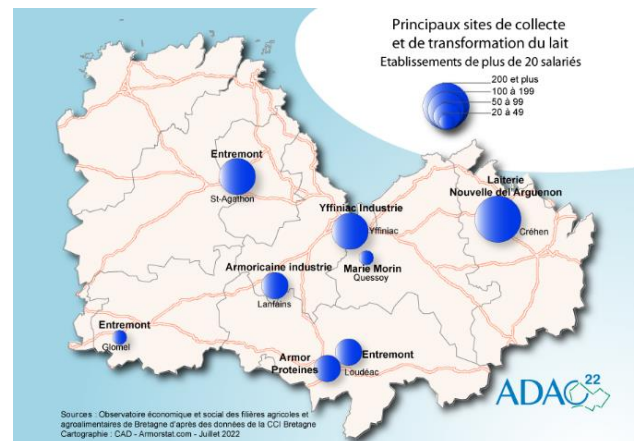 Principaux sites de collecte
et de transformation du lait
Etablissements de plus de 20 salariés
200 et plus
100 à 199
50 à 99
20 à 49
Entremont
St-Agathon
Yffiniac Industrie
Yffiniac
Laiterie
Nouvelle del'Arguenon
Créhen
Marie Morin
Quessoy
Armoricaine industrie
Lanfains
Entremont
Glomel
Armor
Proteines
Entremont
Loudéac
Sources : Observatoire économique et social des filières agricoles et
agroalimentaires de Bretagne d'après des données de la CCI Bretagne
Cartographie : CAD - Armorstat.com - Juillet 2022
ADAC 22